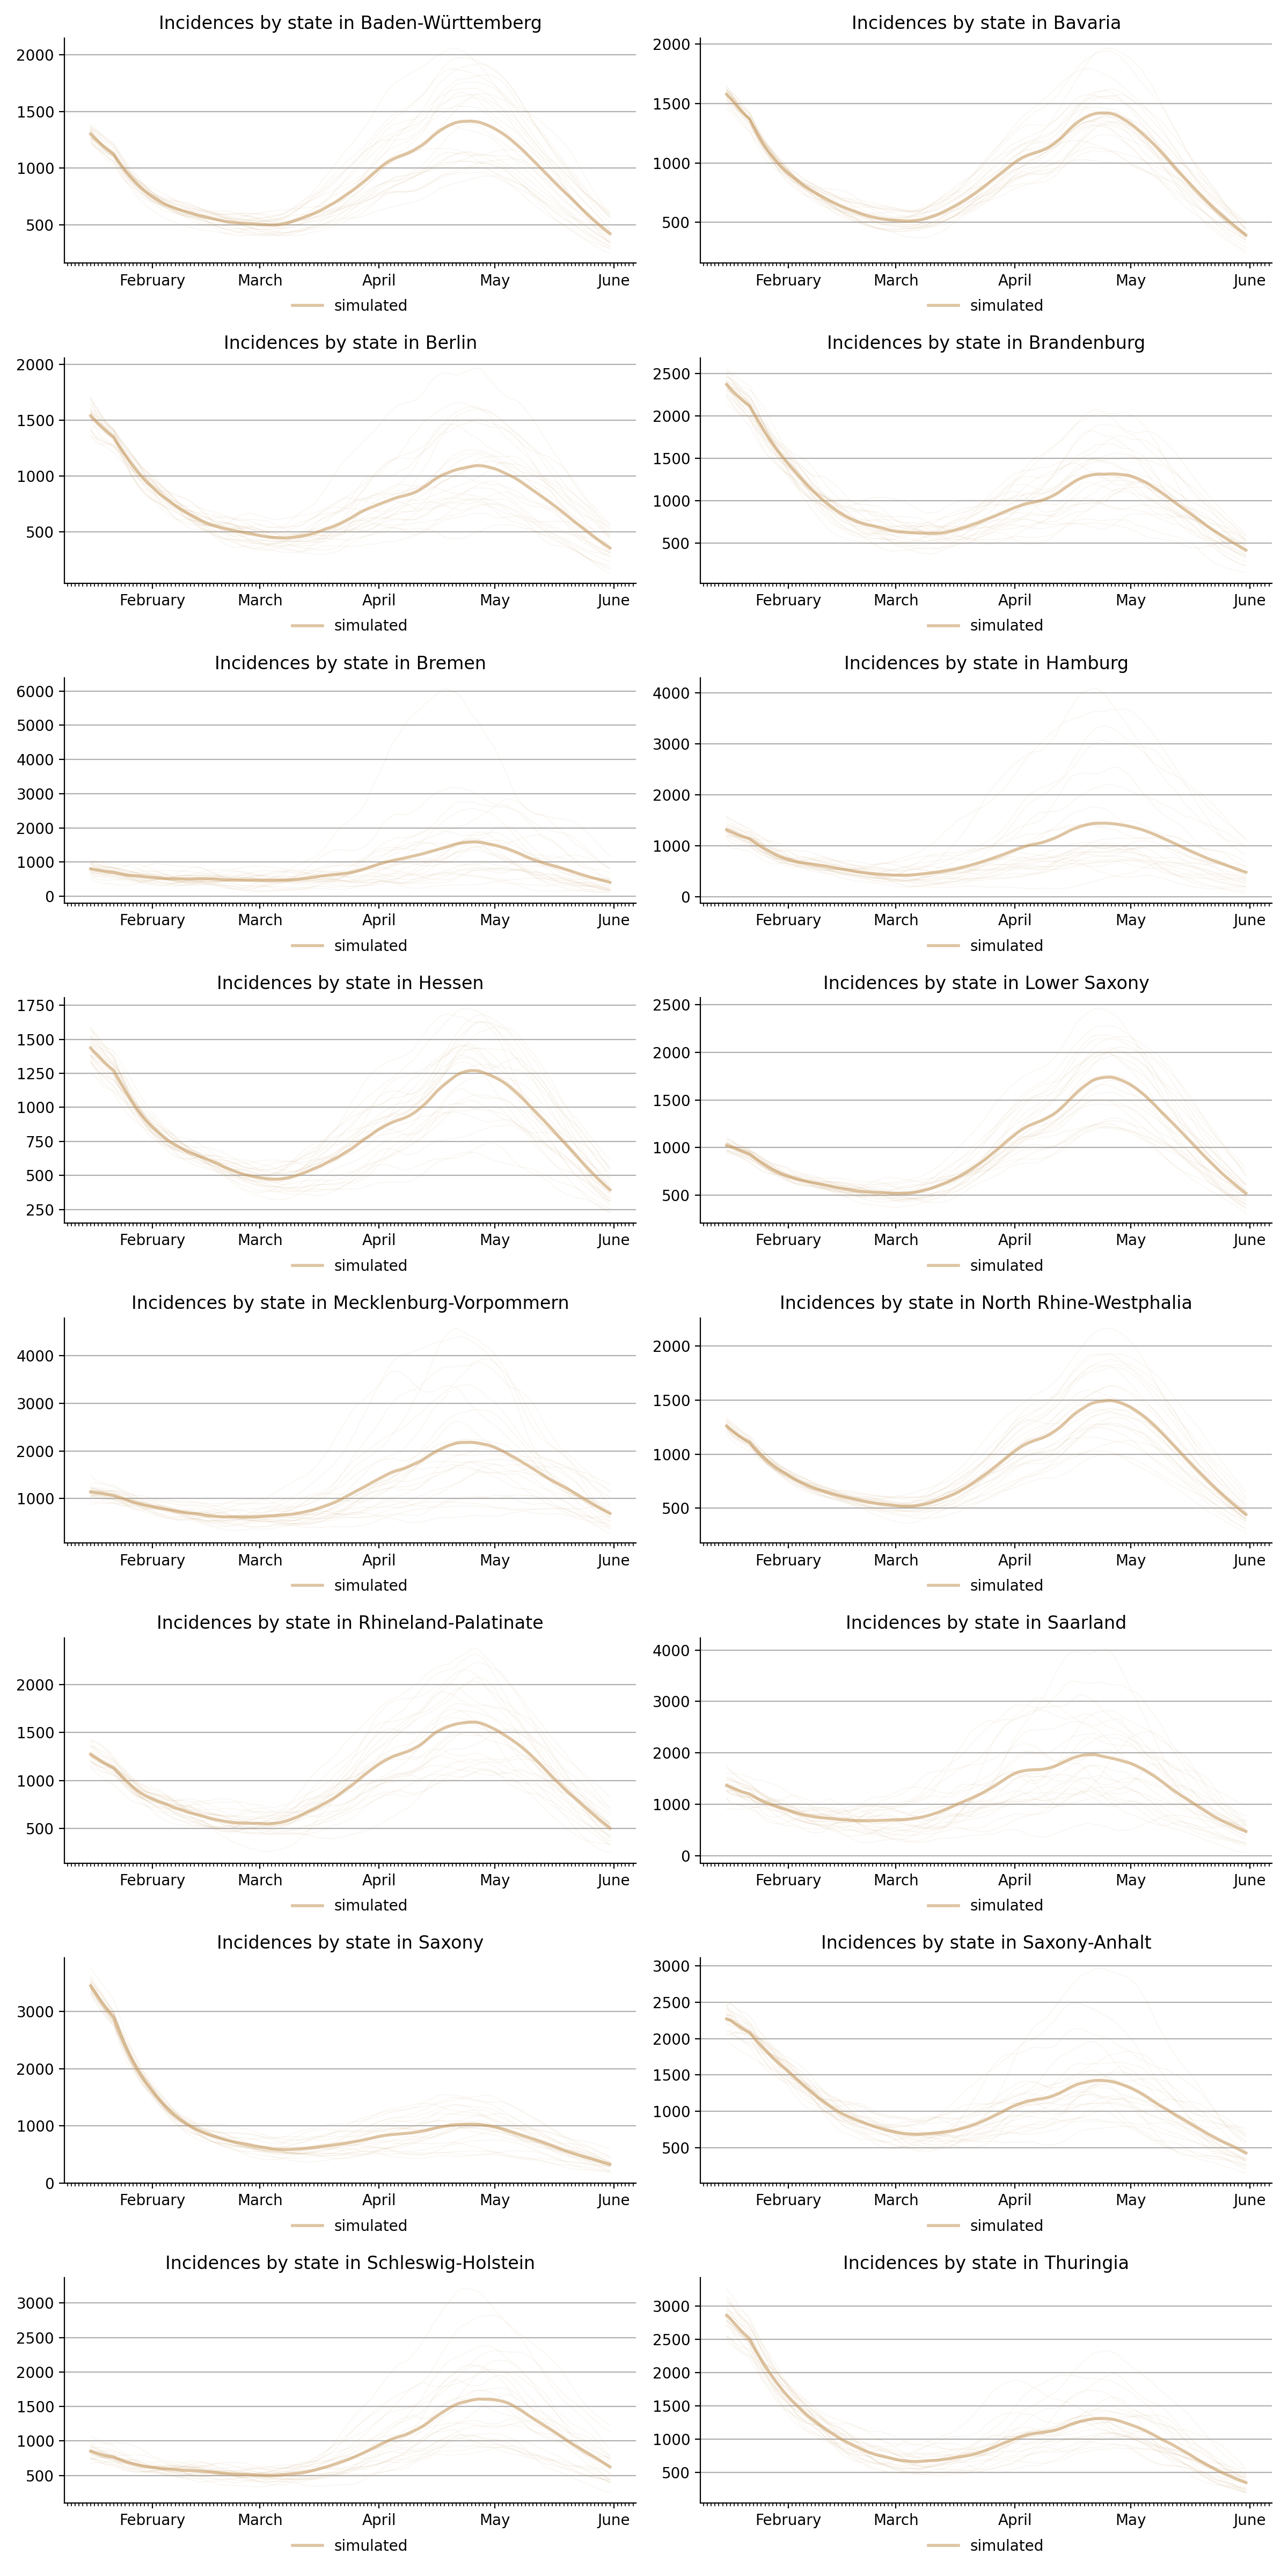 Incidences by state in Baden-Württemberg
2000
1500
1000
500
February March April May June
simulated
Incidences by state in Bavaria
2000
1500
1000
500
February March April May June
simulated
Incidences by state in Berlin
2000
1500
1000
500
February March April May June
simulated
Incidences by state in Brandenburg
2500
2000
1500
1000
500
February March April May June
simulated
Incidences by state in Bremen
6000
5000
4000
3000
2000
1000
0
February March April May June
simulated
Incidences by state in Hamburg
4000
3000
2000
1000
0
February March April May June
simulated
Incidences by state in Hessen
1750
1500
1250
1000
750
500
250
February March April May June
simulated
Incidences by state in Lower Saxony
2500
2000
1500
1000
500
February March April May June
simulated
Incidences by state in Mecklenburg-Vorpommern
4000
3000
2000
1000
February March April May June
simulated
Incidences by state in North Rhine-Westphalia
2000
1500
1000
500
February March April May June
simulated
Incidences by state in Rhineland-Palatinate
2000
1500
1000
500
February March April May June
simulated
Incidences by state in Saarland
4000
3000
2000
1000
0
February March April May June
simulated
Incidences by state in Saxony
3000
2000
1000
0
February March April May June
simulated
Incidences by state in Saxony-Anhalt
3000
2500
2000
1500
1000
500
February March April May June
simulated
Incidences by state in Schleswig-Holstein
3000
2500
2000
1500
1000
500
February March April May June
simulated
Incidences by state in Thuringia
3000
2500
2000
1500
1000
500
February March April May June
simulated